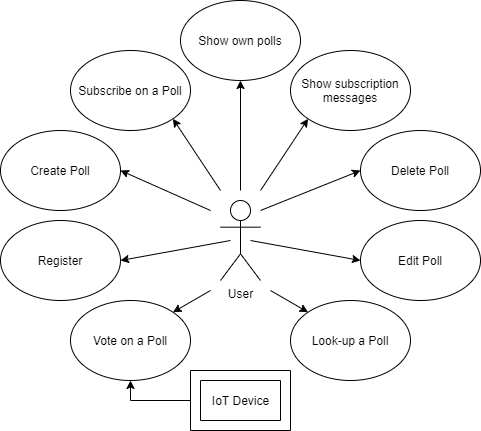 Show own polls
Subscribe on a Poll
Show subscription
messages
Create Poll
Delete Poll
Register
Edit Poll
User
Vote on a Poll
Look-up a Poll
IoT Device